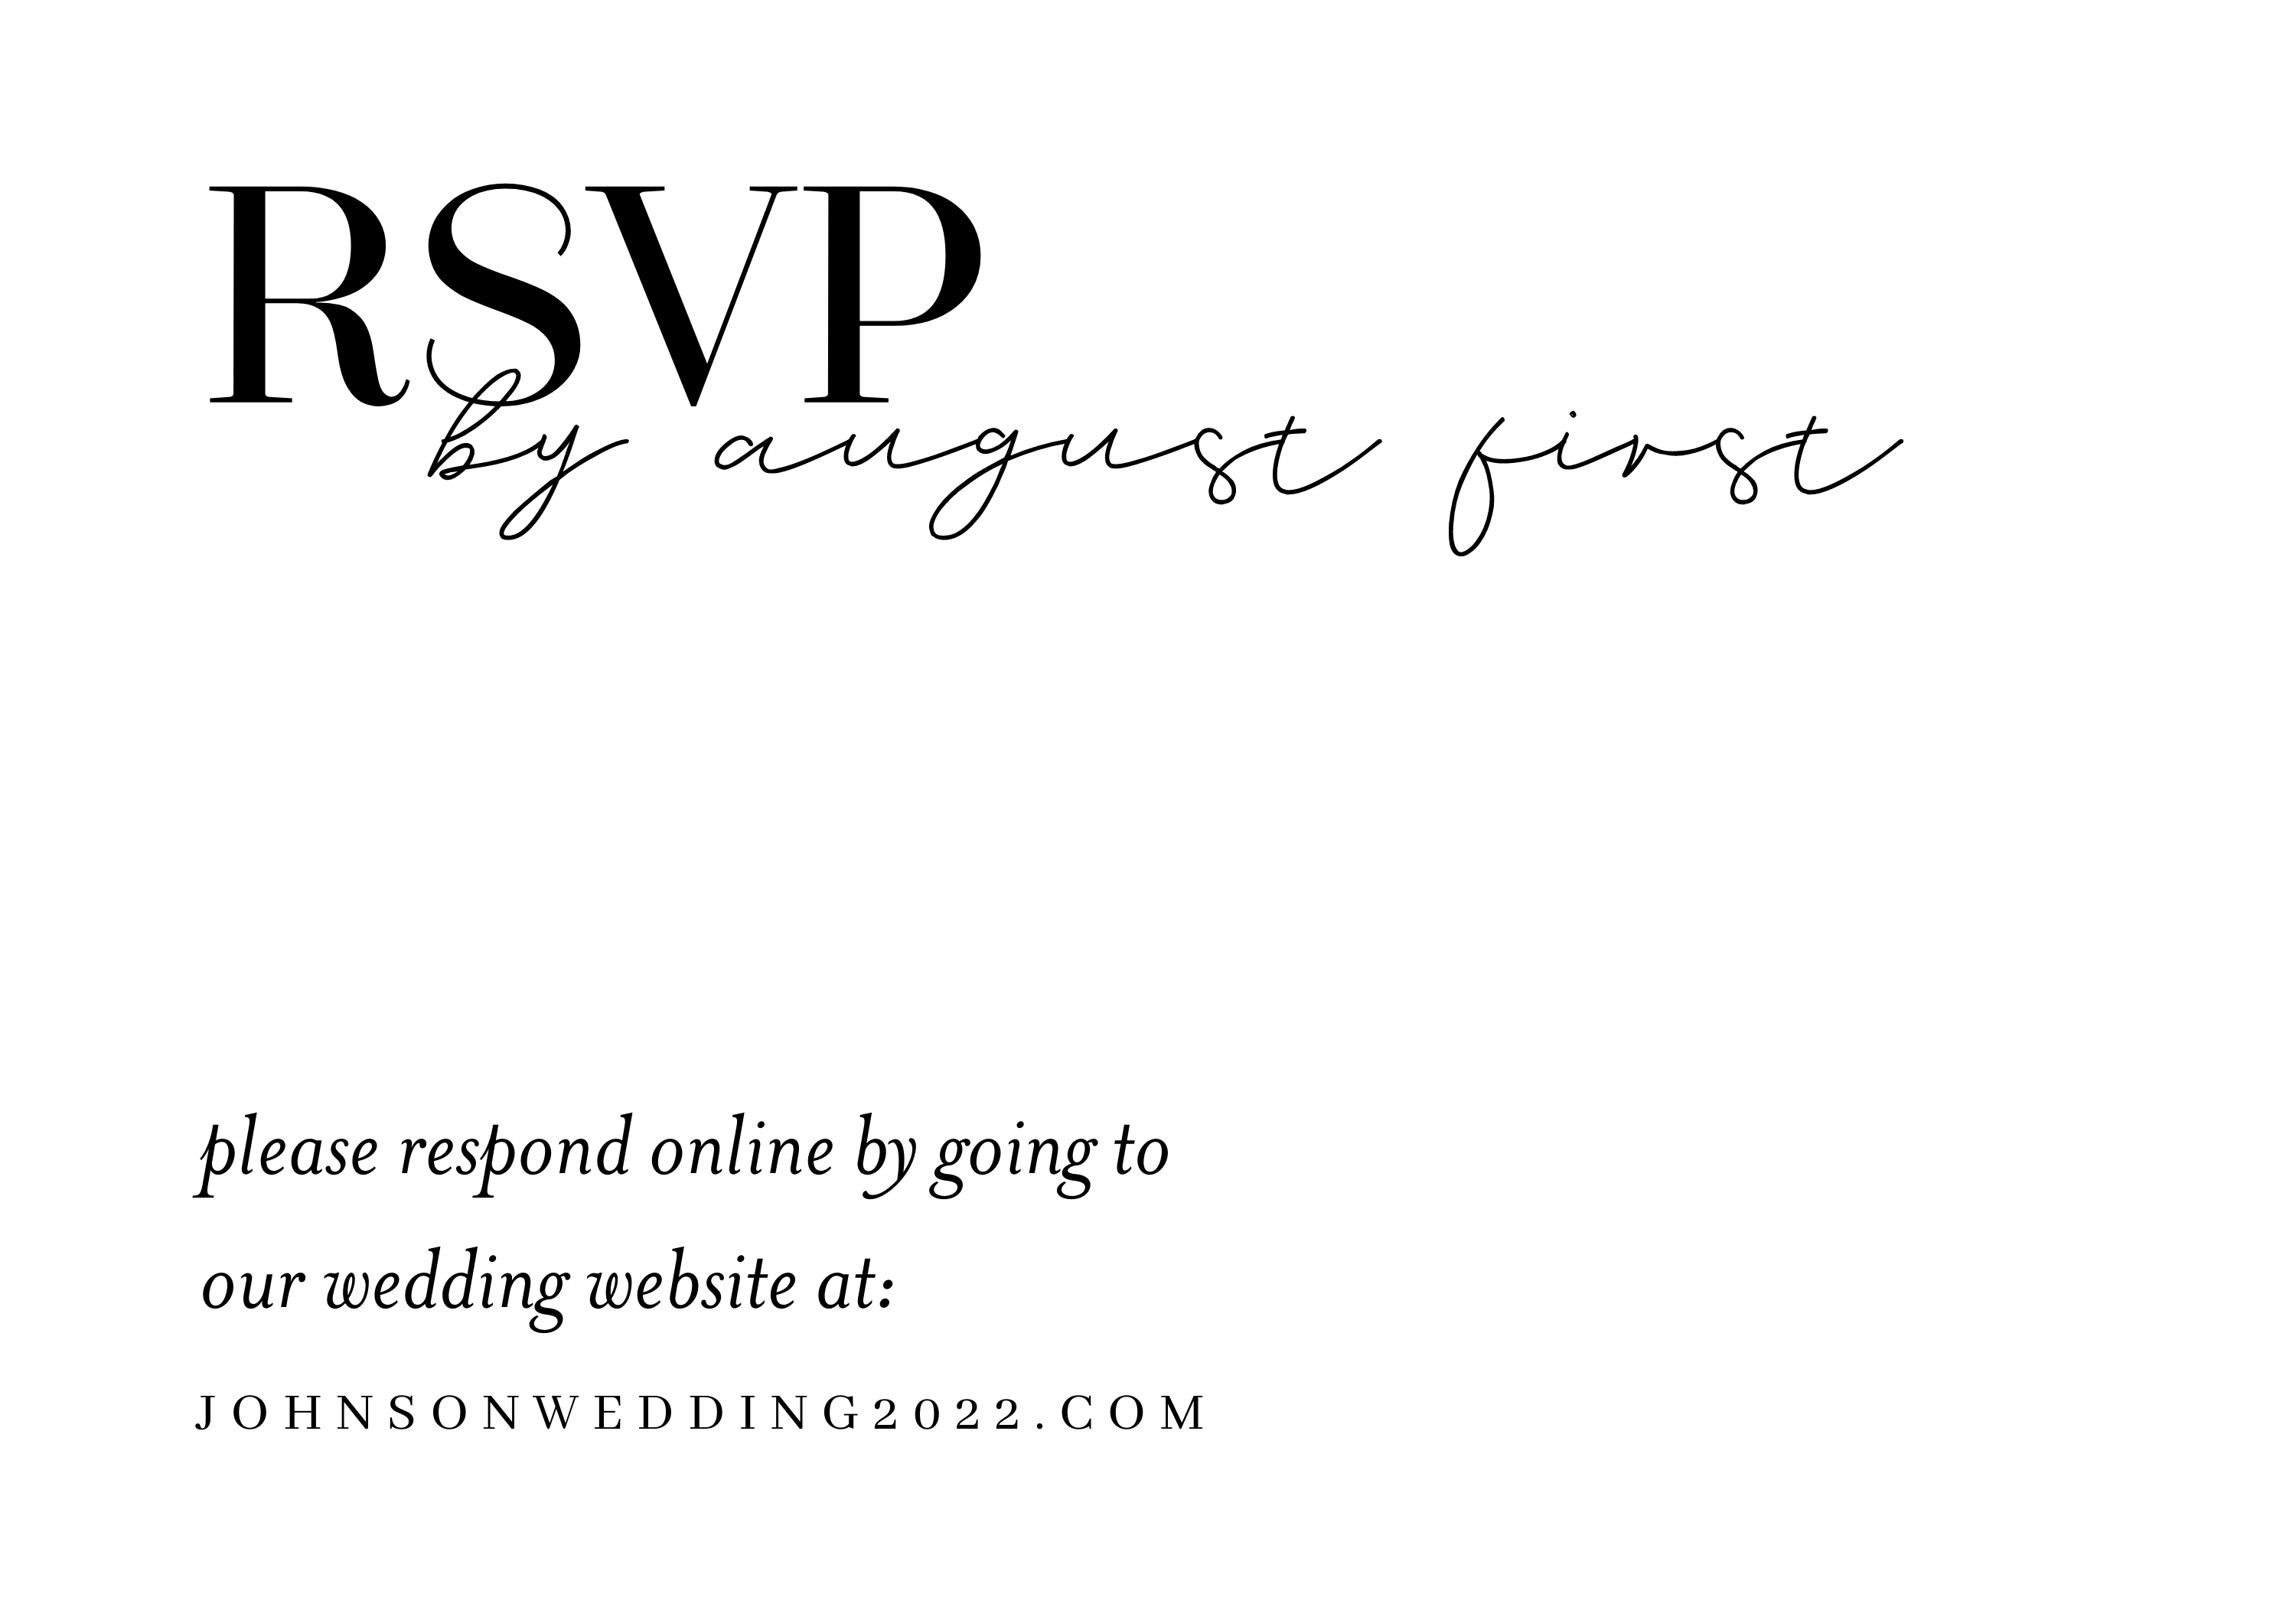 RSVP
by august first
please respond online by going to
our wedding website at:
JOHNSONWEDDING2022.COM